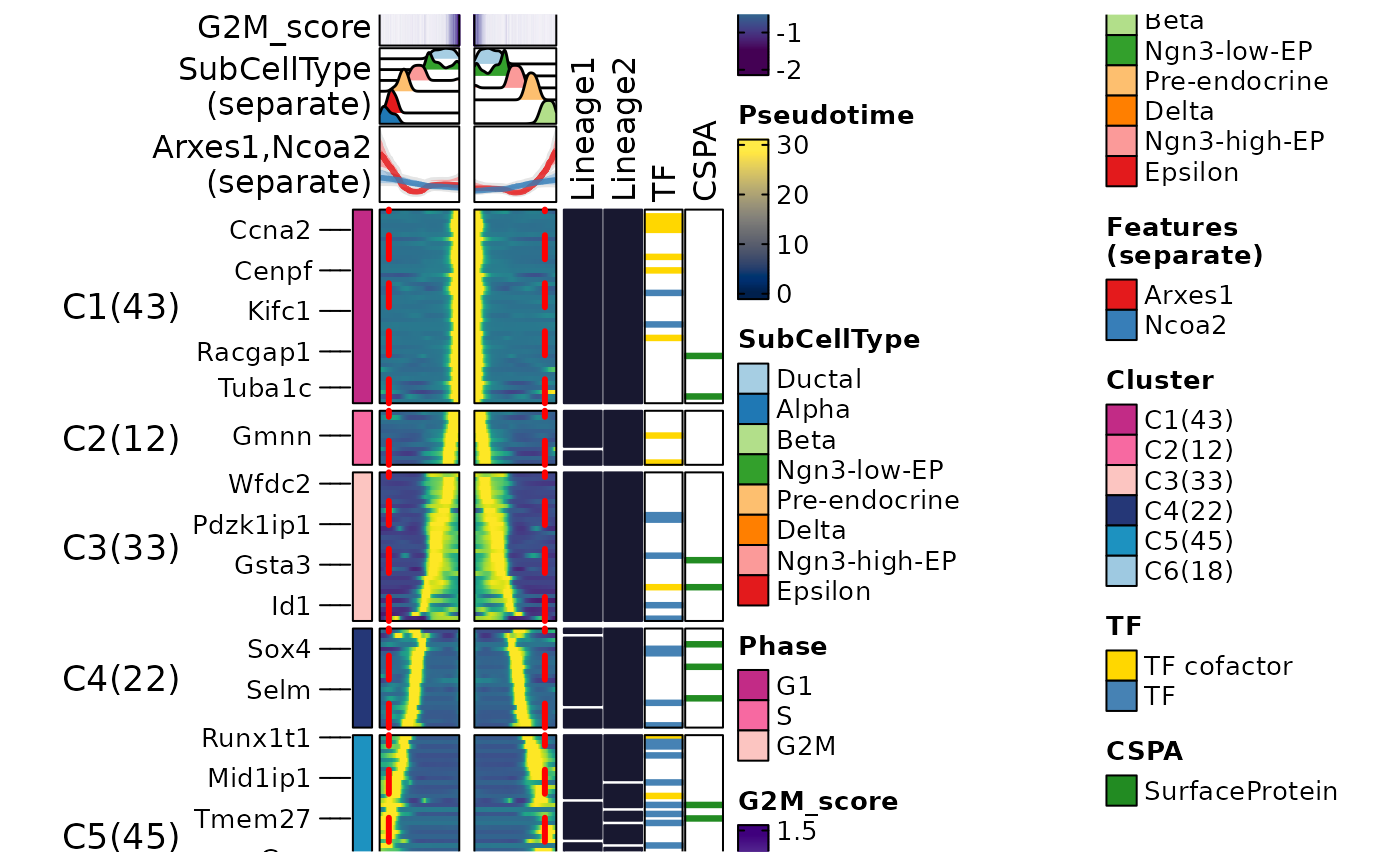 G2M_score
SubCellType
(separate)
Arxes1,Ncoa2
(separate)
Lineage1
Lineage2
TF
CSPA
C1(43)
Ccna2
Cenpf
Kifc1
Racgap1
Tuba1c
C2(12)
Gmnn
C3(33)
Wfdc2
Pdzk1ip1
Gsta3
Id1
C4(22)
Sox4
Selm
C5(45)
Runx1t1
Mid1ip1
Tmem27
-1
-2
Pseudotime
30
20
10
0
SubCellType
Ductal
Alpha
Beta
Ngn3-low-EP
Pre-endocrine
Delta
Ngn3-high-EP
Epsilon
Phase
G1
S
G2M
G2M_score
1.5
Beta
Ngn3-low-EP
Pre-endocrine
Delta
Ngn3-high-EP
Epsilon
Features
(separate)
Arxes1
Ncoa2
Cluster
C1(43)
C2(12)
C3(33)
C4(22)
C5(45)
C6(18)
TF
TF cofactor
TF
CSPA
SurfaceProtein